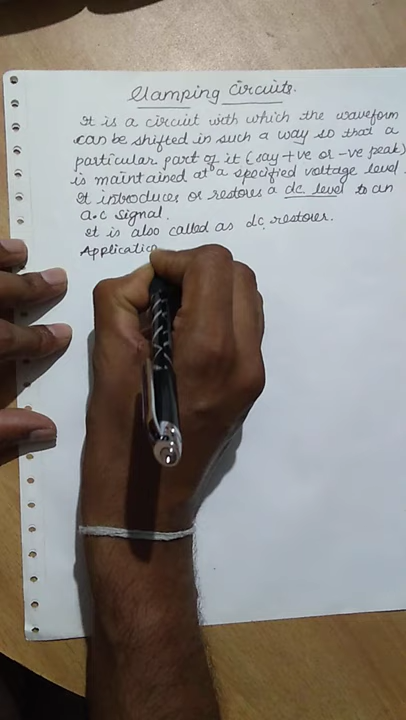 Clamping Circuits.
It is a circuit with which the waveform
can be shifted in such a way so that a
particular part of it (say +ve or -ve peak)
is maintained at a specified voltage level.
It introduces or restores a dc level to an
a.c signal.
It is also called as dc restorer.
Applicatio